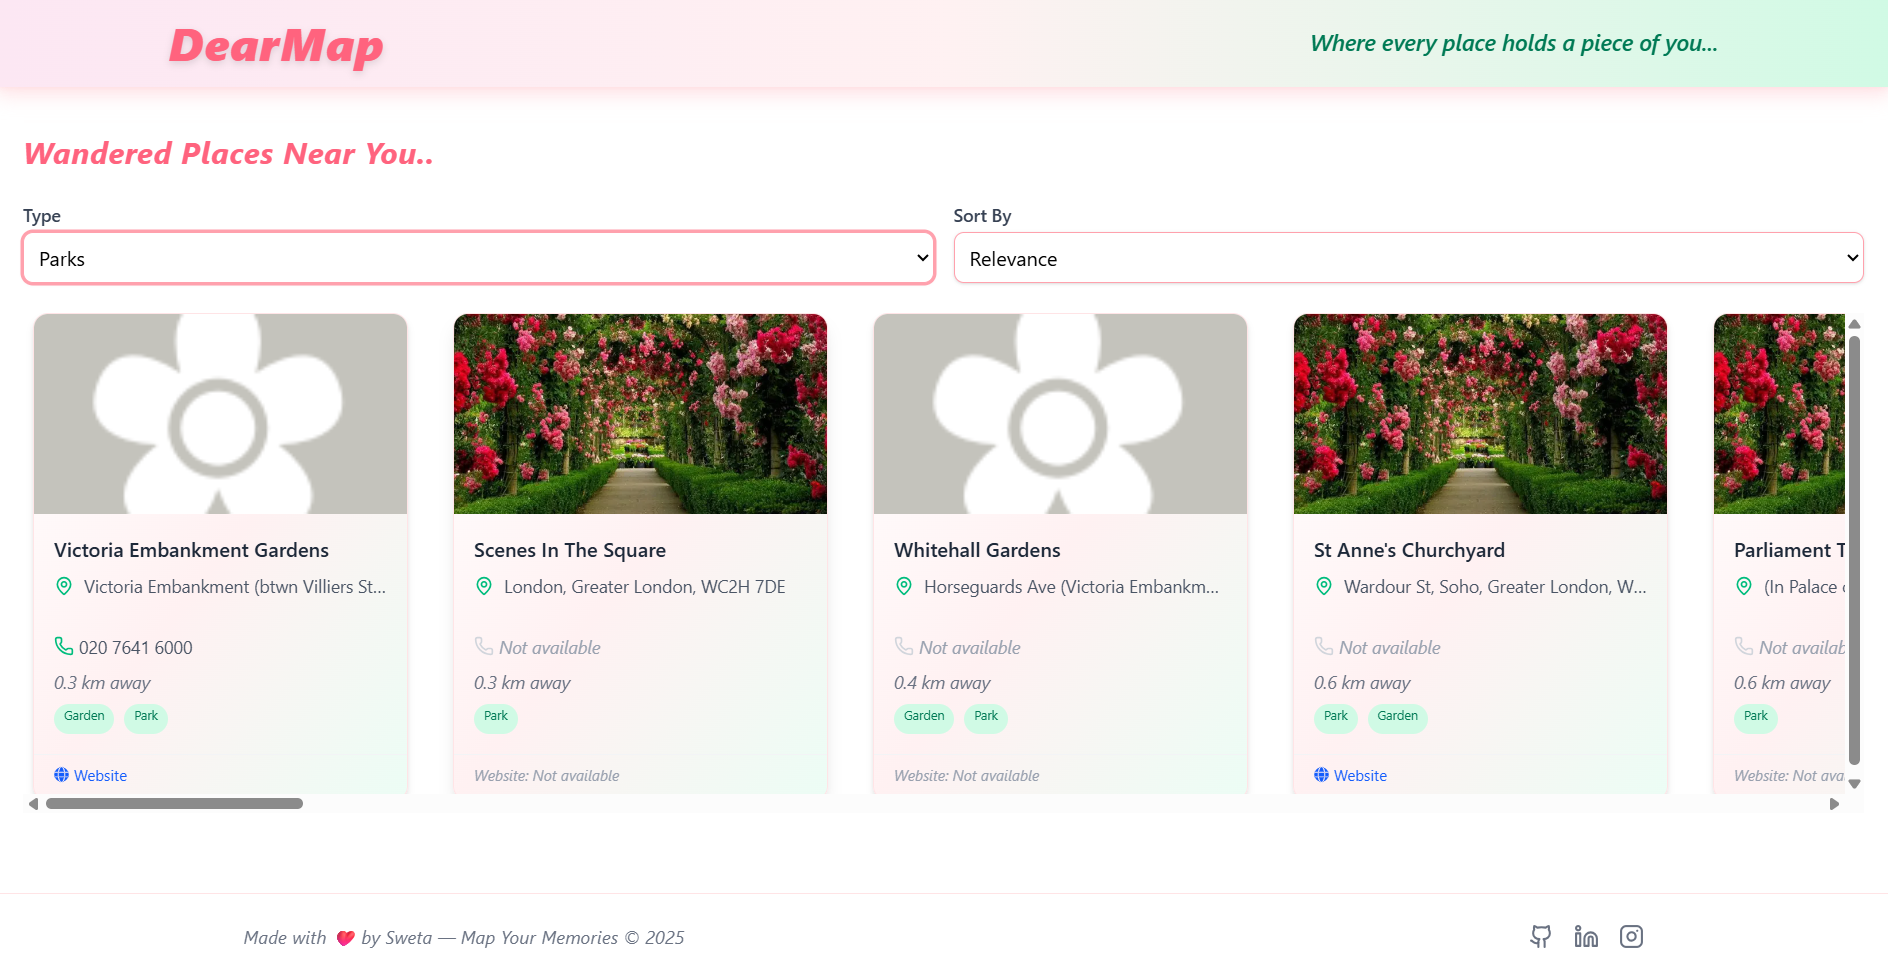 DearMap
Where every place holds a piece of you...
Wandered Places Near You..
Type
Sort By
Parks
Relevance
Victoria Embankment Gardens
Victoria Embankment (btwn Villiers St...
020 7641 6000
0.3 km away
Garden Park
Website
Scenes In The Square
London, Greater London, WC2H 7DE
Not available
0.3 km away
Park
Website: Not available
Whitehall Gardens
Horseguards Ave (Victoria Embankm...
Not available
0.4 km away
Garden Park
Website: Not available
St Anne's Churchyard
Wardour St, Soho, Greater London, W...
Not available
0.6 km away
Park Garden
Website
Parliament T
(In Palace
Not availab
0.6 km away
Park
Website: Not ava
Made with ❤️ by Sweta — Map Your Memories © 2025